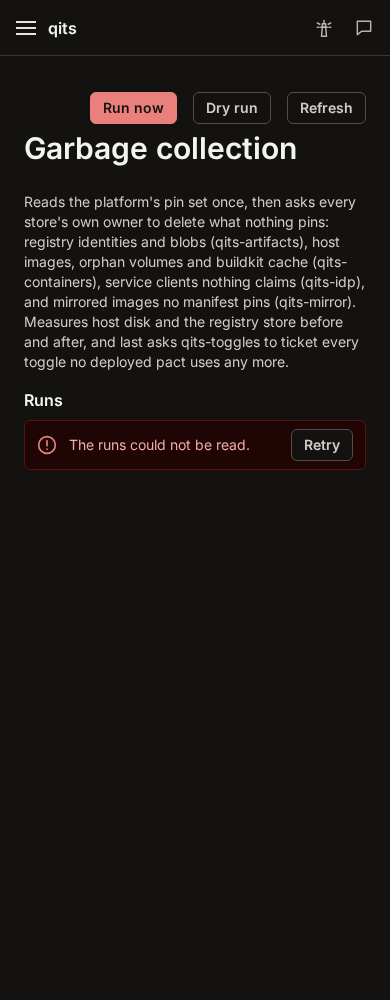 qits
Run now
Dry run
Refresh
Garbage collection
Reads the platform's pin set once, then asks every
store's own owner to delete what nothing pins:
registry identities and blobs (qits-artifacts), host
images, orphan volumes and buildkit cache (qits-
containers), service clients nothing claims (qits-idp),
and mirrored images no manifest pins (qits-mirror).
Measures host disk and the registry store before
and after, and last asks qits-toggles to ticket every
toggle no deployed pact uses any more.
Runs
The runs could not be read.
Retry